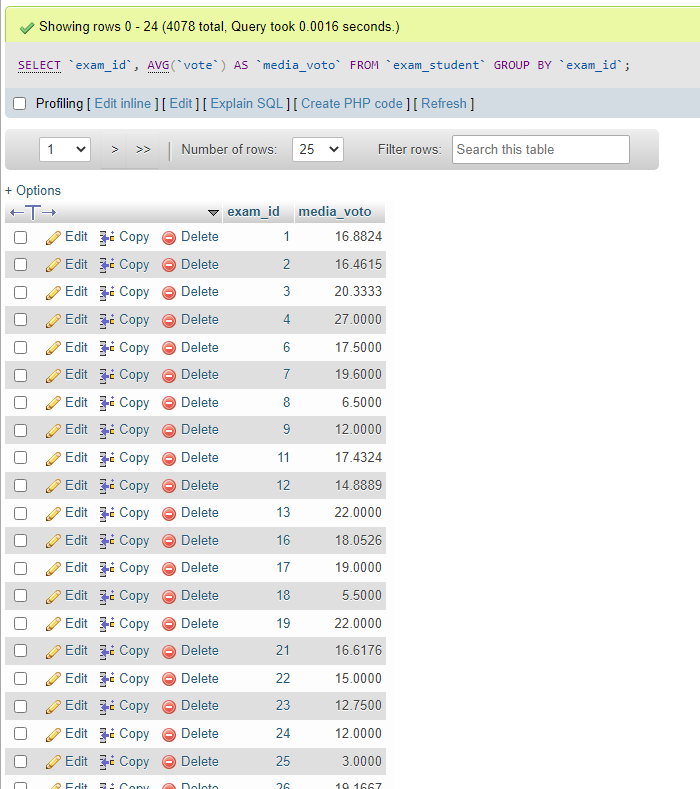 Showing rows 0 - 24 (4078 total, Query took 0.0016 seconds.)
SELECT `exam_id`, AVG(`vote`) AS `media_voto` FROM `exam_student` GROUP BY `exam_id`;
Profiling [ Edit inline ] [ Edit ] [ Explain SQL ] [ Create PHP code ] [ Refresh ]
1 > >> | Number of rows: 25 Filter rows: Search this table
+ Options
←T→ exam_id media_voto
Edit Copy Delete 1 16.8824
Edit Copy Delete 2 16.4615
Edit Copy Delete 3 20.3333
Edit Copy Delete 4 27.0000
Edit Copy Delete 6 17.5000
Edit Copy Delete 7 19.6000
Edit Copy Delete 8 6.5000
Edit Copy Delete 9 12.0000
Edit Copy Delete 11 17.4324
Edit Copy Delete 12 14.8889
Edit Copy Delete 13 22.0000
Edit Copy Delete 16 18.0526
Edit Copy Delete 17 19.0000
Edit Copy Delete 18 5.5000
Edit Copy Delete 19 22.0000
Edit Copy Delete 21 16.6176
Edit Copy Delete 22 15.0000
Edit Copy Delete 23 12.7500
Edit Copy Delete 24 12.0000
Edit Copy Delete 25 3.0000
Edit Copy Delete 26 19.1667